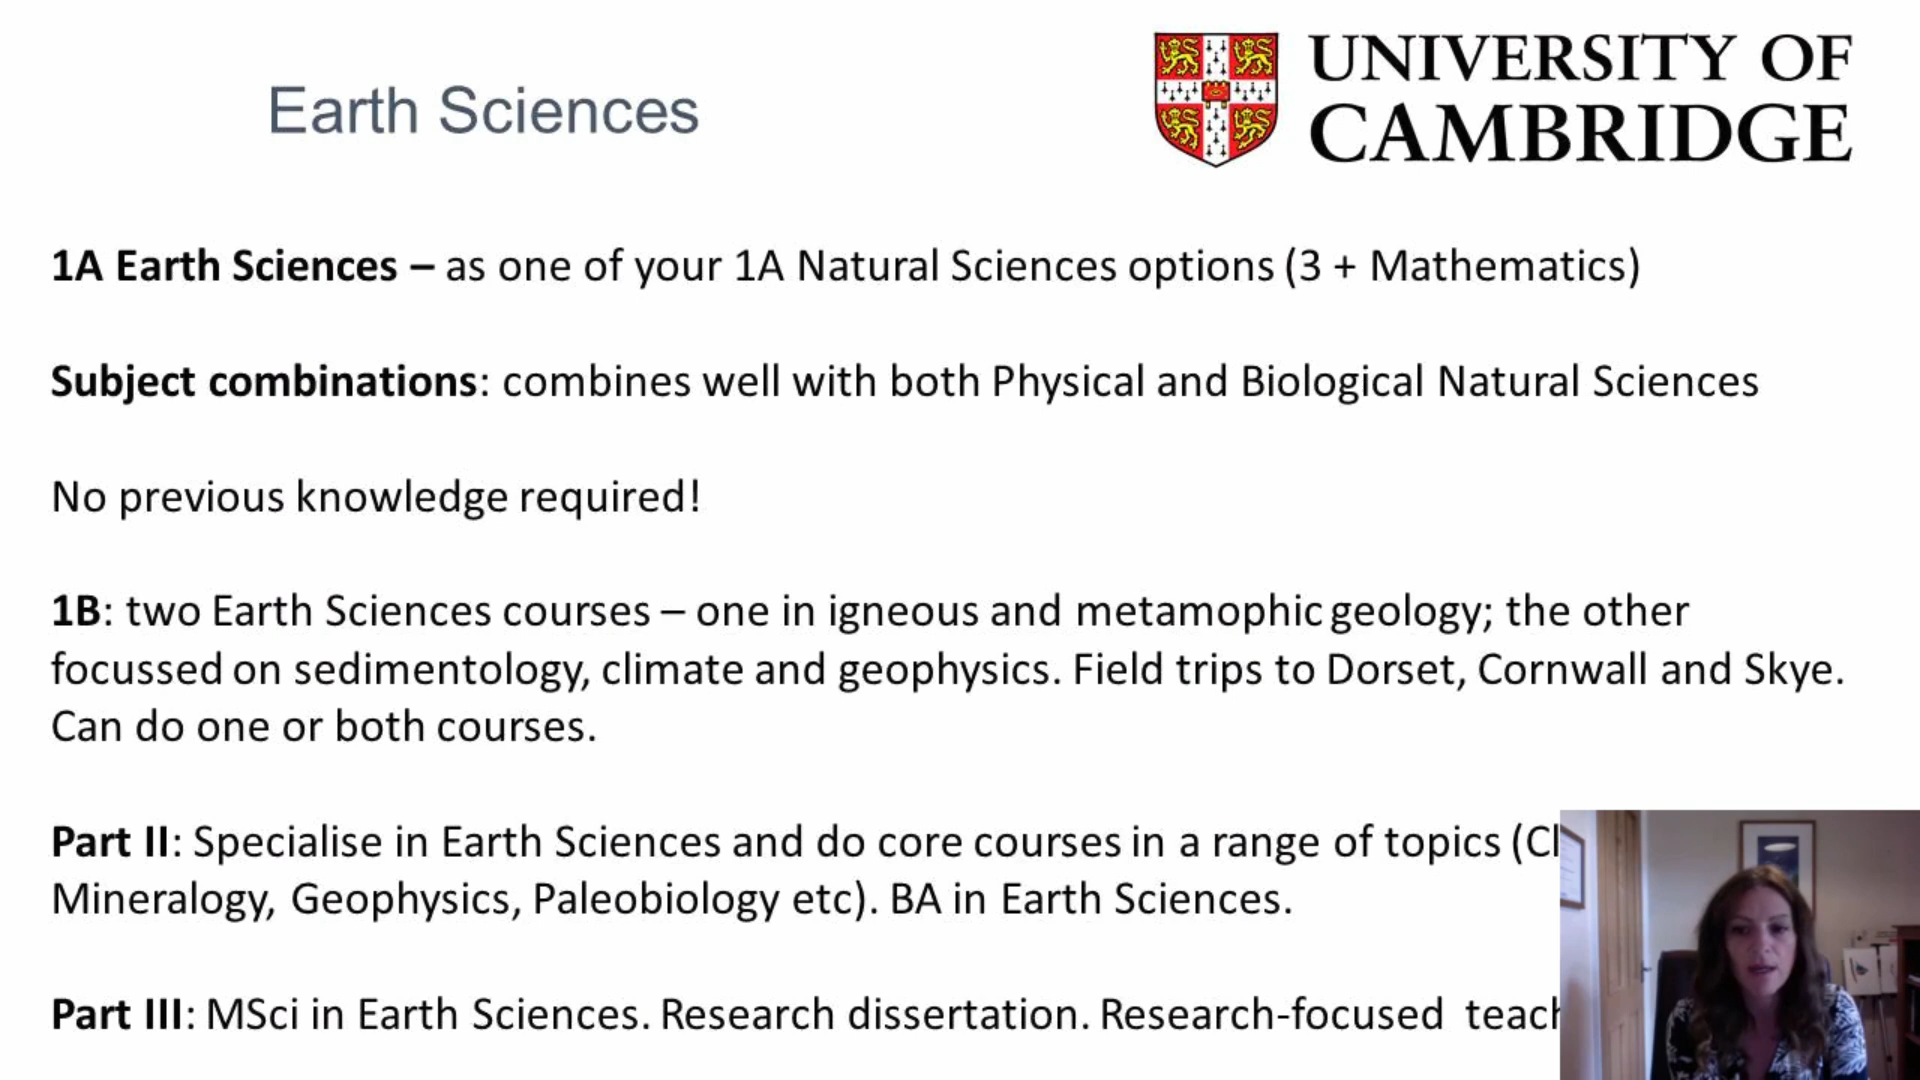 Earth Sciences
UNIVERSITY OF
CAMBRIDGE
1A Earth Sciences – as one of your 1A Natural Sciences options (3 + Mathematics)
Subject combinations: combines well with both Physical and Biological Natural Sciences
No previous knowledge required!
1B: two Earth Sciences courses – one in igneous and metamophic geology; the other
focussed on sedimentology, climate and geophysics. Field trips to Dorset, Cornwall and Skye.
Can do one or both courses.
Part II: Specialise in Earth Sciences and do core courses in a range of topics (
Mineralogy, Geophysics, Paleobiology etc). BA in Earth Sciences.
Part III: MSci in Earth Sciences. Research dissertation. Research-focused